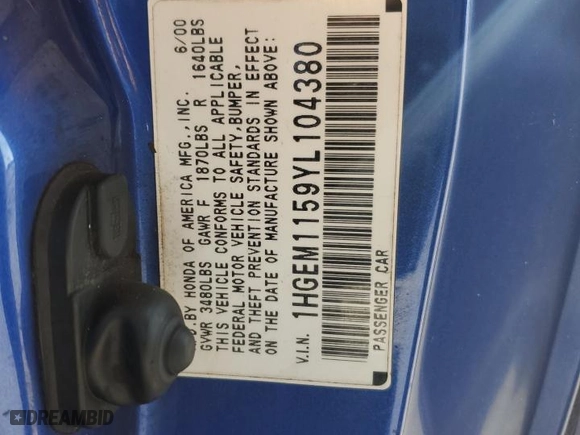 D.BY HONDA OF AMERICA MFG.,INC. 6/00
GVWR 3480LBS GAWR F 1870LBS R 1640LBS
THIS VEHICLE CONFORMS TO ALL APPLICABLE
FEDERAL MOTOR VEHICLE SAFETY,BUMPER,
AND THEFT PREVENTION STANDARDS IN EFFECT
ON THE DATE OF MANUFACTURE SHOWN ABOVE:
V.I.N. 1HGEM1159YL104380
PASSENGER CAR
DREAMBID